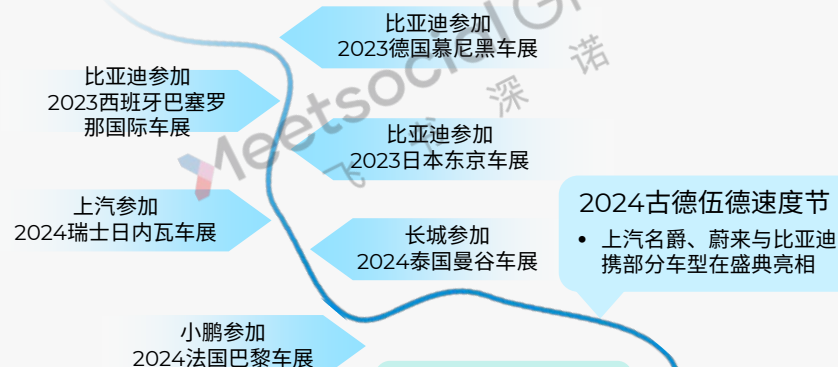 比亚迪参加
2023德国慕尼黑车展
比亚迪参加
2023西班牙巴塞罗
那国际车展
比亚迪参加
2023日本东京车展
上汽参加
2024瑞士日内瓦车展
长城参加
2024泰国曼谷车展
2024古德伍德速度节
• 上汽名爵、蔚来与比亚迪
携部分车型在盛典亮相
小鹏参加
2024法国巴黎车展
Meetsocial G
飞书深诺